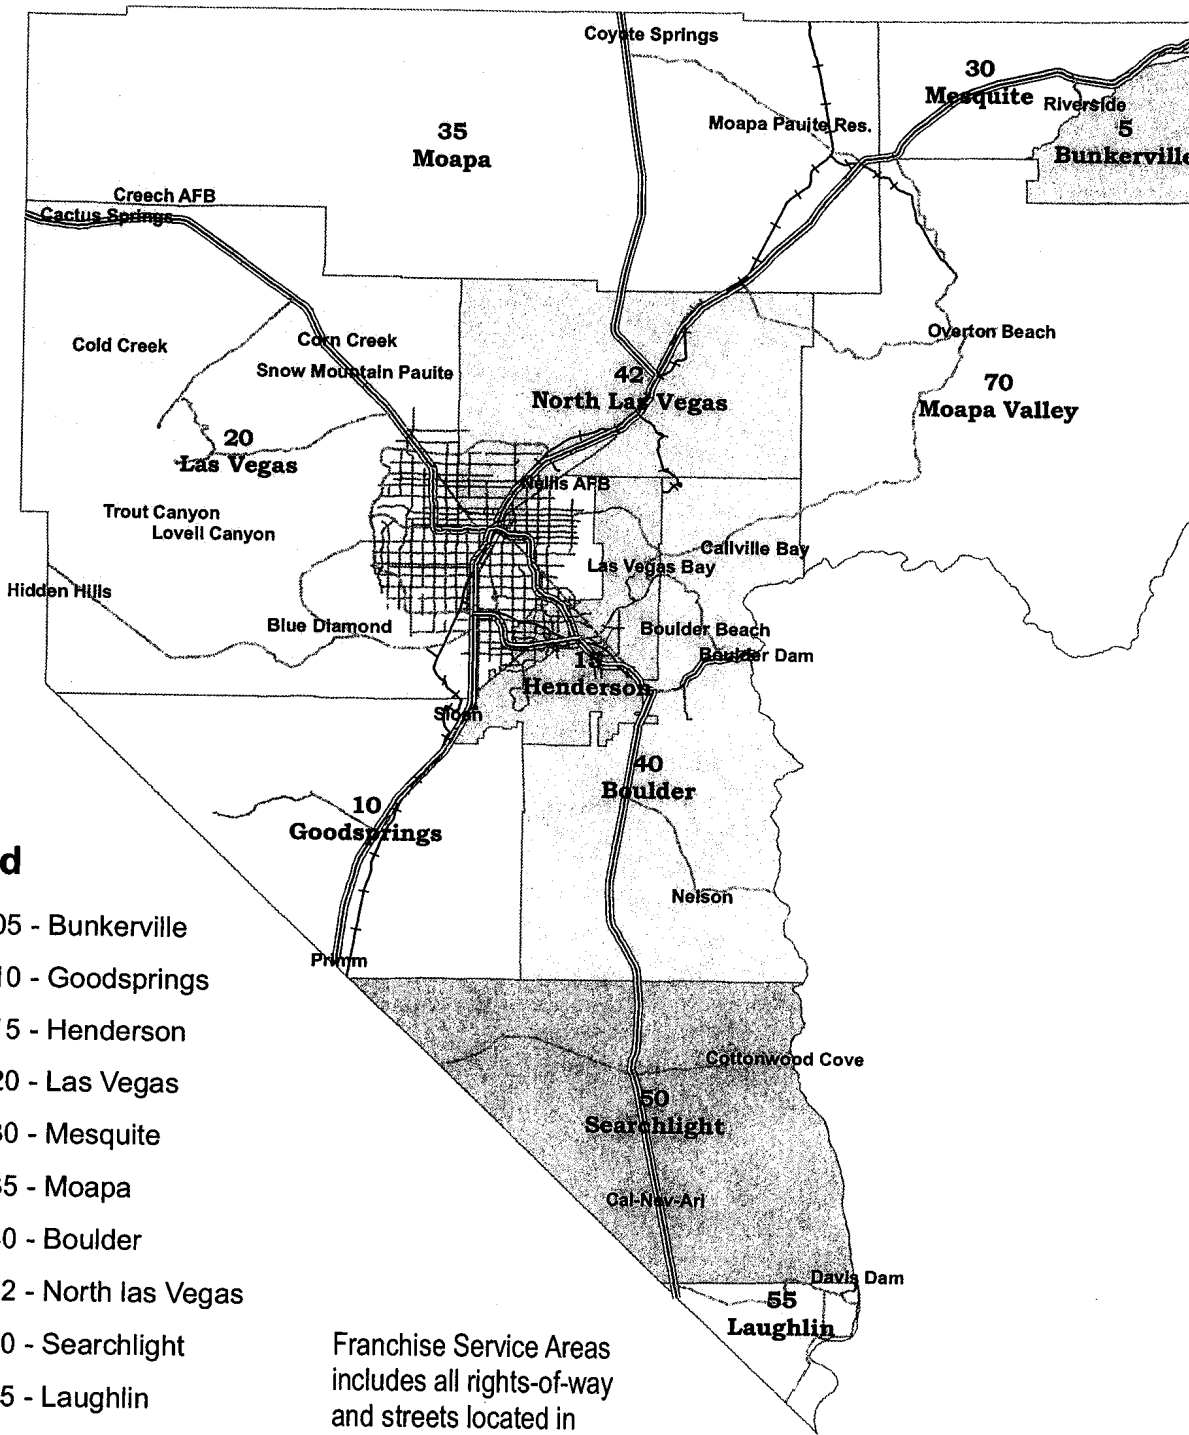 Coyote Springs
30
Mesquite
Riverside
5
Bunkerville
Moapa Pauite Res.
35
Moapa
Creech AFB
Cactus Springs
Overton Beach
Cold Creek
Corn Creek
Snow Mountain Pauite
42
North Las Vegas
70
Moapa Valley
20
Las Vegas
Nellis AFB
Trout Canyon
Lovell Canyon
Callville Bay
Las Vegas Bay
Hidden Hills
Blue Diamond
Boulder Beach
Boulder Dam
15
Henderson
Sloan
40
Boulder
10
Goodsprings
Nelson
d
05 - Bunkerville
Primm
10 - Goodsprings
15 - Henderson
Cottonwood Cove
20 - Las Vegas
50
Searchlight
30 - Mesquite
35 - Moapa
Cal-Nev-Ari
0 - Boulder
Davis Dam
2 - North las Vegas
55
Laughlin
0 - Searchlight
5 - Laughlin
Franchise Service Areas
includes all rights-of-way
and streets located in